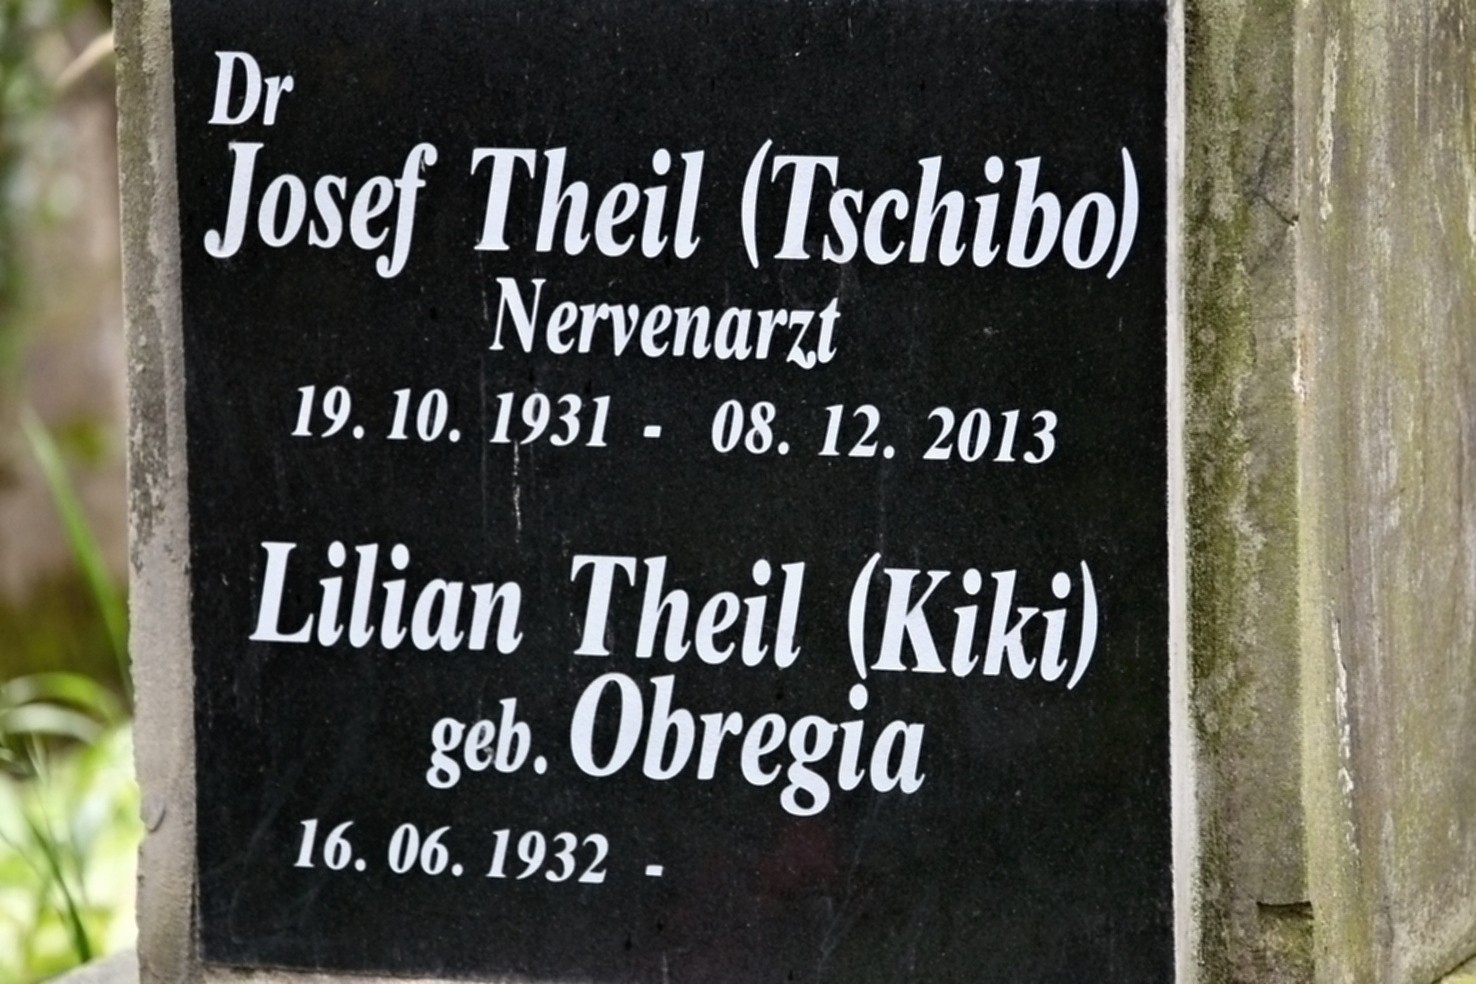 Dr
Josef Theil (Tschibo)
Nervenarzt
19. 10. 1931 - 08. 12. 2013
Lilian Theil (Kiki)
geb. Obregia
16. 06. 1932 -